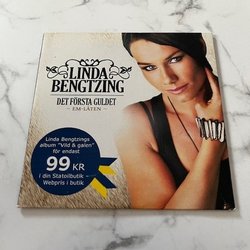 LINDA
BENGTZING
DET FÖRSTA GULDET
- EM-LÅTEN -
Linda Bengtzings
album "Vild & galen"
för endast
99 KR
i din Statoilbutik -
Webpris i butik